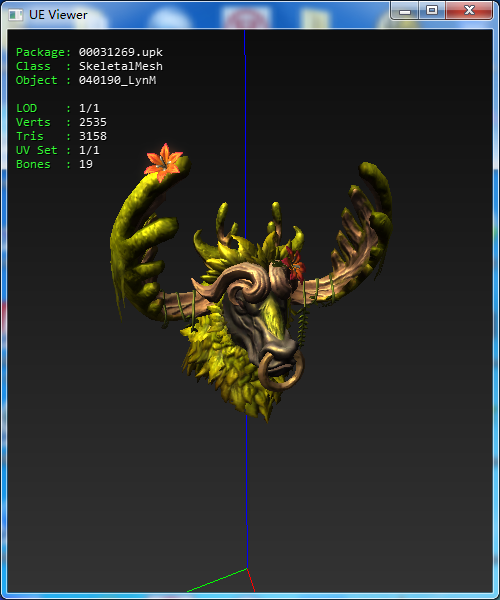 UE Viewer
Package: 00031269.upk
Class : SkeletalMesh
Object : 040190_LynM
LOD : 1/1
Verts : 2535
Tris : 3158
UV Set : 1/1
Bones : 19